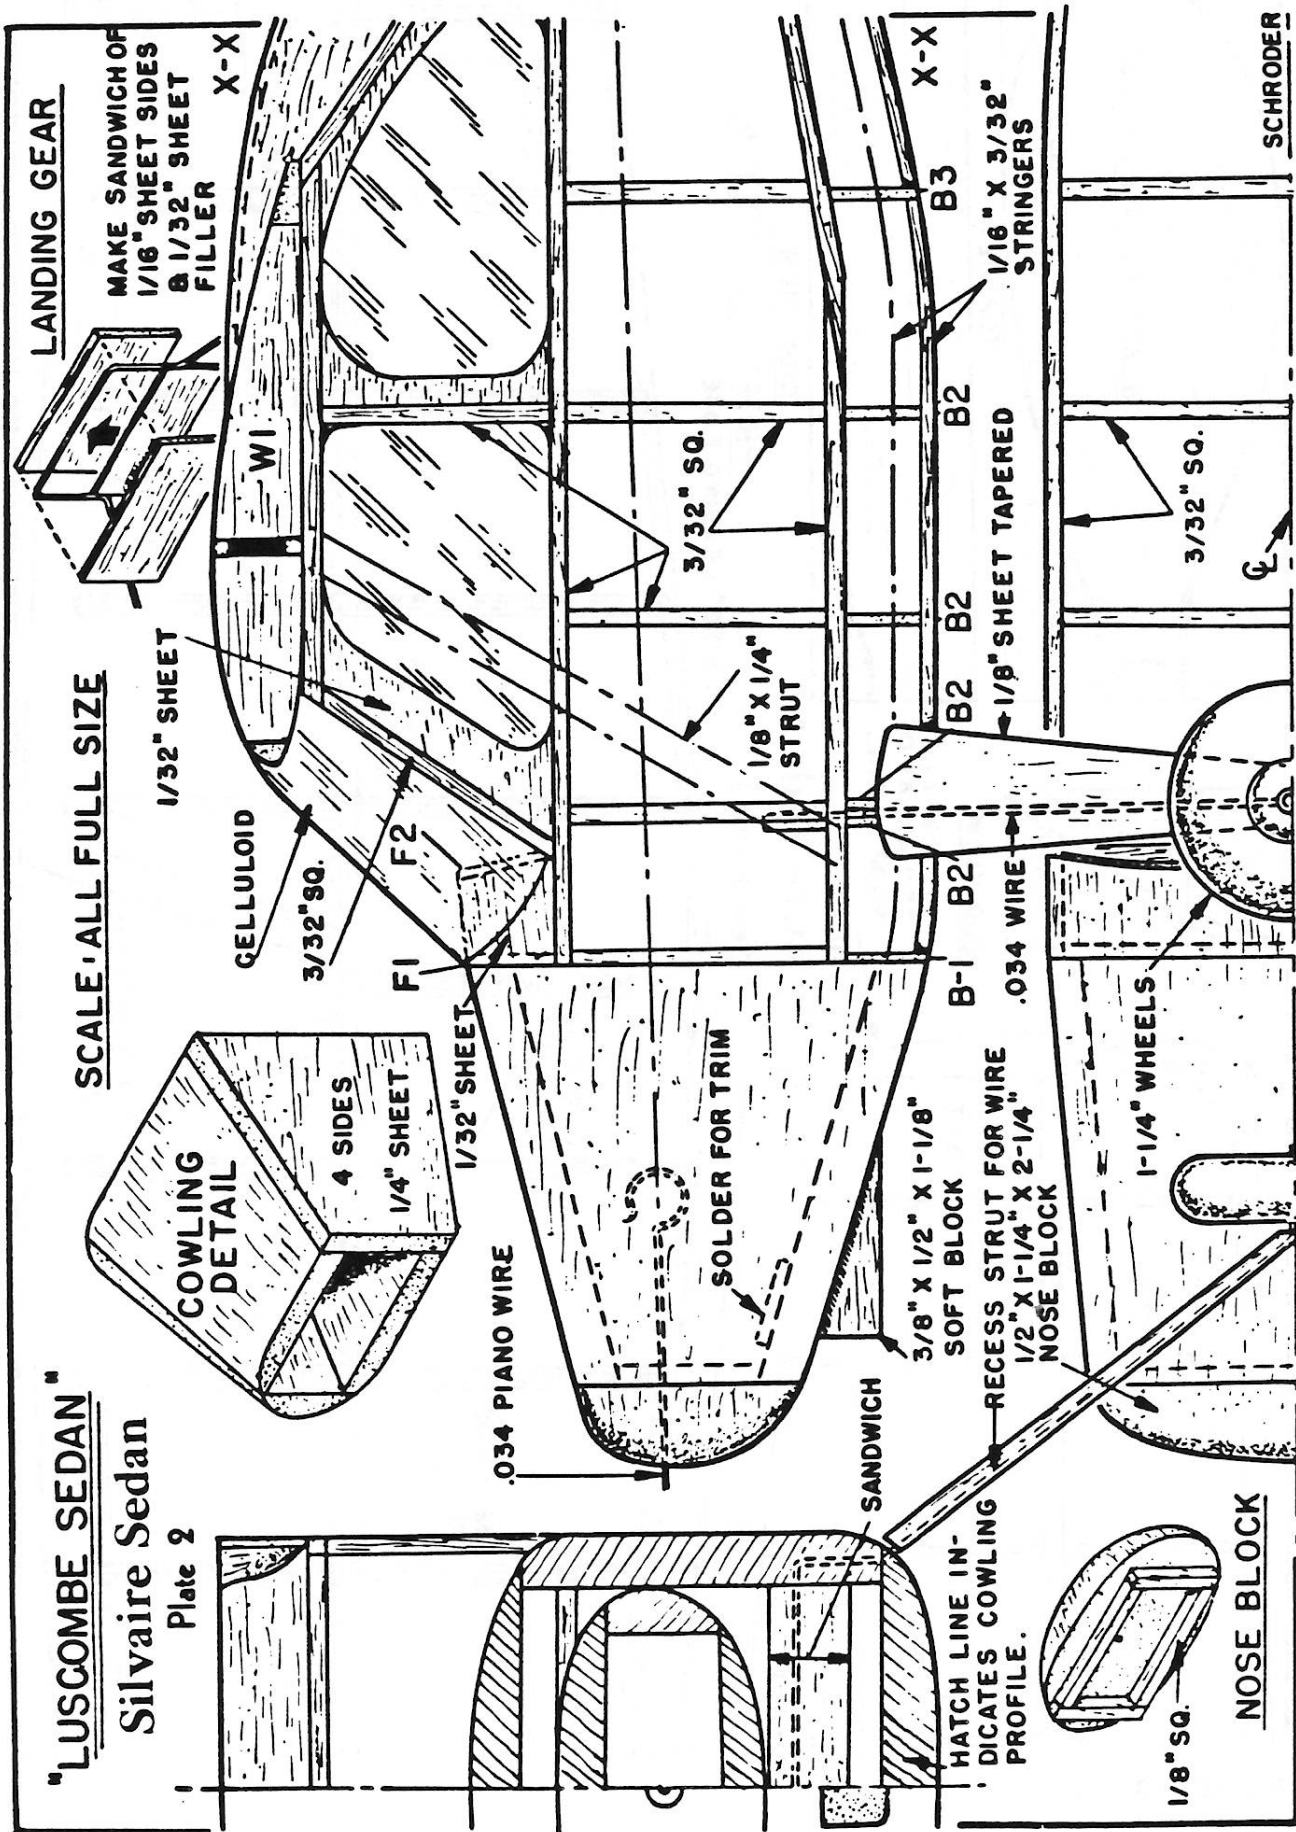 "LUSCOMBE SEDAN"
Silvaire Sedan
Plate 2
SCALE: ALL FULL SIZE
LANDING GEAR
MAKE SANDWICH OF
1/16" SHEET SIDES
& 1/32" SHEET
FILLER
X-X
COWLING
DETAIL
4 SIDES
1/4" SHEET
CELLULOID
1/32" SHEET
3/32" SQ.
F1
F2
W1
1/32" SHEET
.034 PIANO WIRE
SOLDER FOR TRIM
1/8" X 1/4"
STRUT
3/32" SQ.
X-X
B-1
B2
B2
B2
B2
B3
3/8" X 1/2" X 1-1/8"
SOFT BLOCK
SANDWICH
RECESS STRUT FOR WIRE
1/2" X 1-1/4" X 2-1/4"
NOSE BLOCK
.034 WIRE
1/8" SHEET TAPERED
1/16" X 3/32"
STRINGERS
HATCH LINE IN-
DICATES COWLING
PROFILE.
1-1/4" WHEELS
3/32" SQ.
℄
1/8" SQ.
NOSE BLOCK
SCHRODER